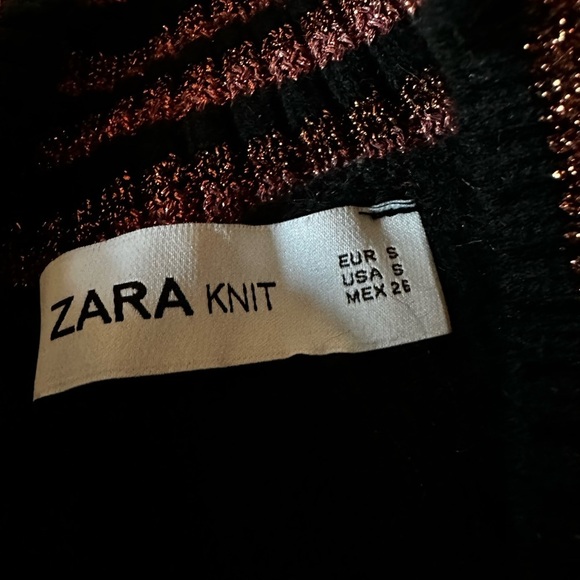 ZARA KNIT
EUR S
USA S
MEX 26